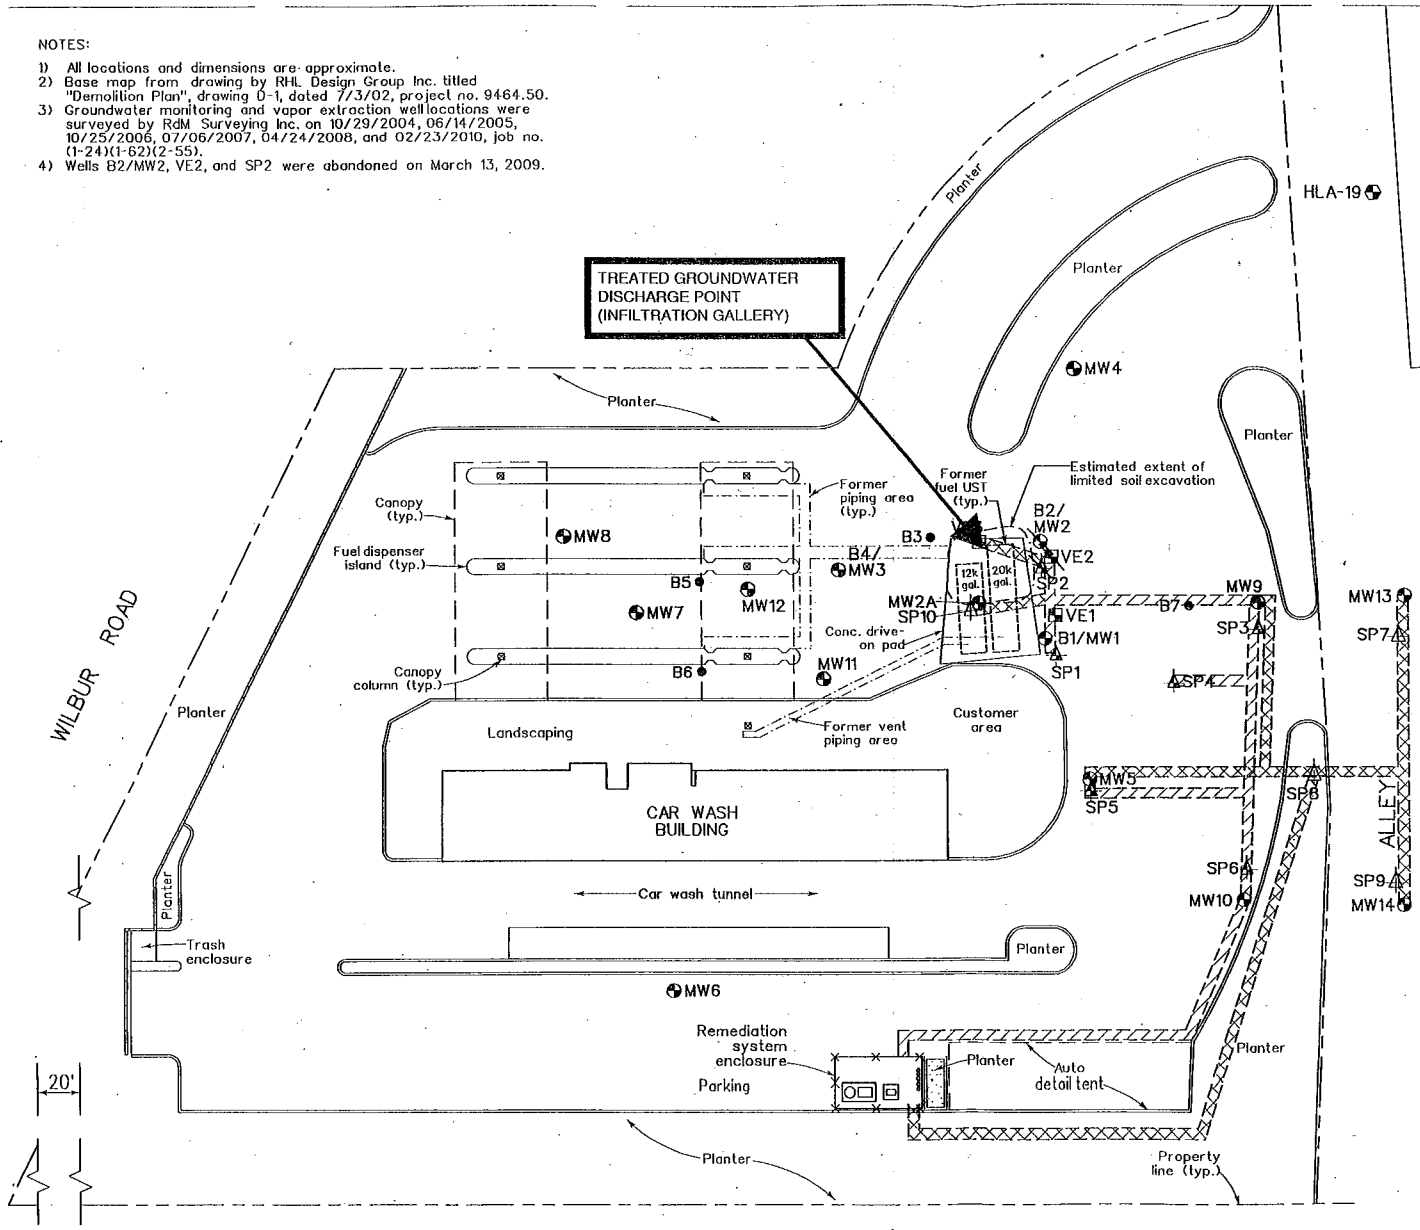 NOTES:
1) All locations and dimensions are approximate.
2) Base map from drawing by RHL Design Group Inc. titled
"Demolition Plan", drawing D-1, dated 7/3/02, project no. 9464.50.
3) Groundwater monitoring and vapor extraction well locations were
surveyed by RdM Surveying Inc. on 10/29/2004, 06/14/2005,
10/25/2006, 07/06/2007, 04/24/2008, and 02/23/2010, job no.
(1-24)(1-62)(2-55).
4) Wells B2/MW2, VE2, and SP2 were abandoned on March 13, 2009.
Planter
HLA-19
Planter
TREATED GROUNDWATER
DISCHARGE POINT
(INFILTRATION GALLERY)
MW4
Planter
Planter
Canopy
(typ.)
Former
piping area
(typ.)
Former
fuel UST
(typ.)
Estimated extent of
limited soil excavation
B2/
MW2
MW8
B3
Fuel dispenser
island (typ.)
B4/
MW3
VE2
SP2
12k
gal.
20k
gal.
B5
MW12
MW7
MW2A
SP10
VE1
B7
MW9
MW13
SP3
SP7
Conc. drive-
on pad
B1/MW1
SP1
Canopy
column (typ.)
B6
MW11
SP4
WILBUR ROAD
Planter
Landscaping
Former vent
piping area
Customer
area
MW5
SP5
SP8
ALLEY
CAR WASH
BUILDING
SP6
SP9
MW10
MW14
Planter
Car wash tunnel
Trash
enclosure
Planter
MW6
Remediation
system
enclosure
Parking
Planter
Auto
detail tent
Planter
20'
Planter
Property
line (typ.)